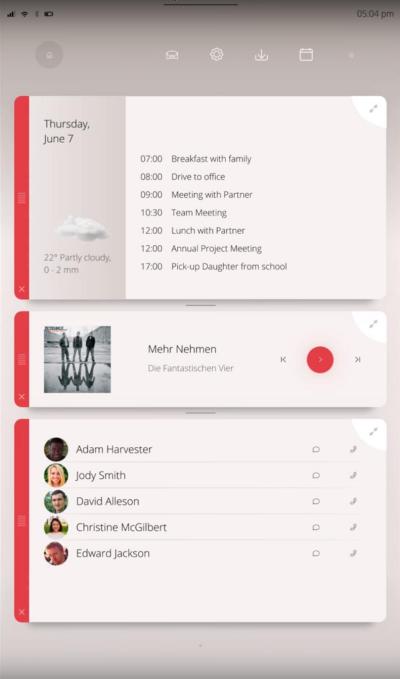 05:04 pm
Thursday,
June 7
22° Partly cloudy,
0 - 2 mm
07:00 Breakfast with family
08:00 Drive to office
09:00 Meeting with Partner
10:30 Team Meeting
12:00 Lunch with Partner
12:00 Annual Project Meeting
17:00 Pick-up Daughter from school
Mehr Nehmen
Die Fantastischen Vier
Adam Harvester
Jody Smith
David Alleson
Christine McGilbert
Edward Jackson